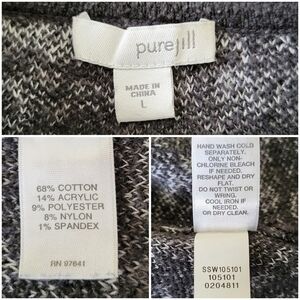 purejill
MADE IN
CHINA
L
68% COTTON
14% ACRYLIC
9% POLYESTER
8% NYLON
1% SPANDEX
RN 97641
HAND WASH COLD
SEPARATELY.
ONLY NON-
CHLORINE BLEACH
IF NEEDED.
RESHAPE AND DRY
FLAT.
DO NOT TWIST OR
WRING.
COOL IRON IF
NEEDED.
OR DRY CLEAN.
SSW105101
105101
0204811